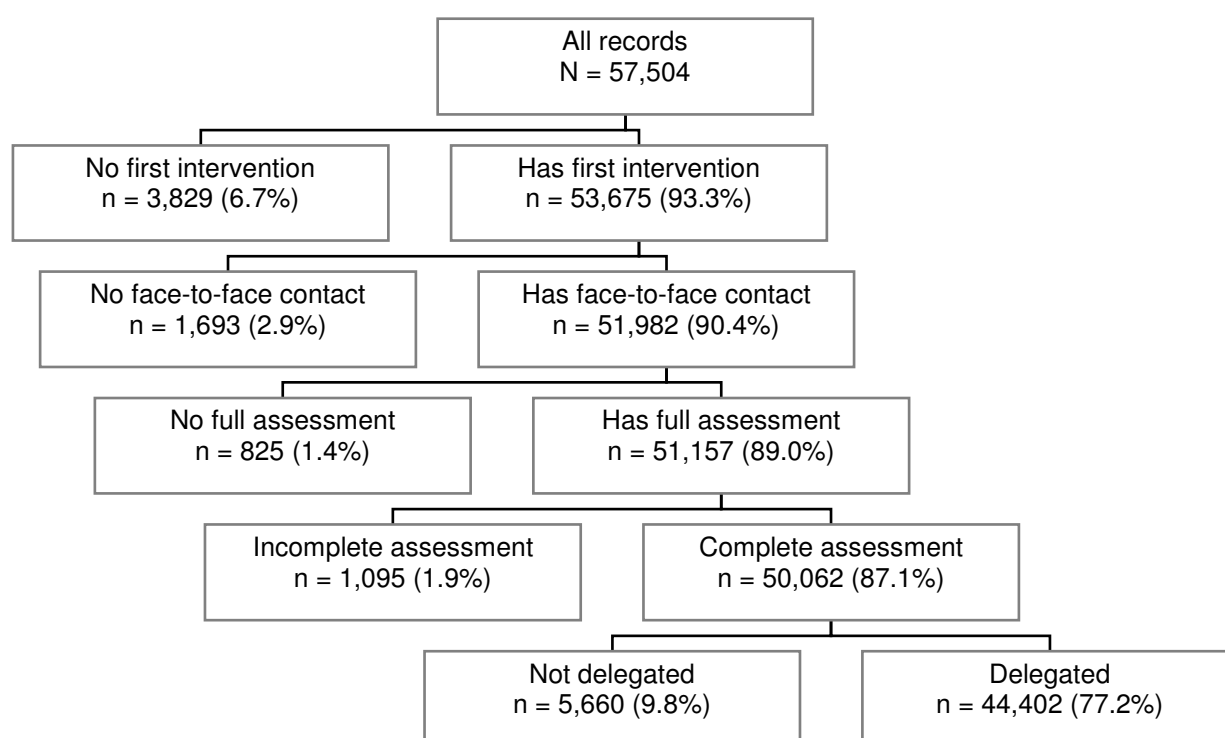 All records
N = 57,504
No first intervention
n = 3,829 (6.7%)
Has first intervention
n = 53,675 (93.3%)
No face-to-face contact
n = 1,693 (2.9%)
Has face-to-face contact
n = 51,982 (90.4%)
No full assessment
n = 825 (1.4%)
Has full assessment
n = 51,157 (89.0%)
Incomplete assessment
n = 1,095 (1.9%)
Complete assessment
n = 50,062 (87.1%)
Not delegated
n = 5,660 (9.8%)
Delegated
n = 44,402 (77.2%)